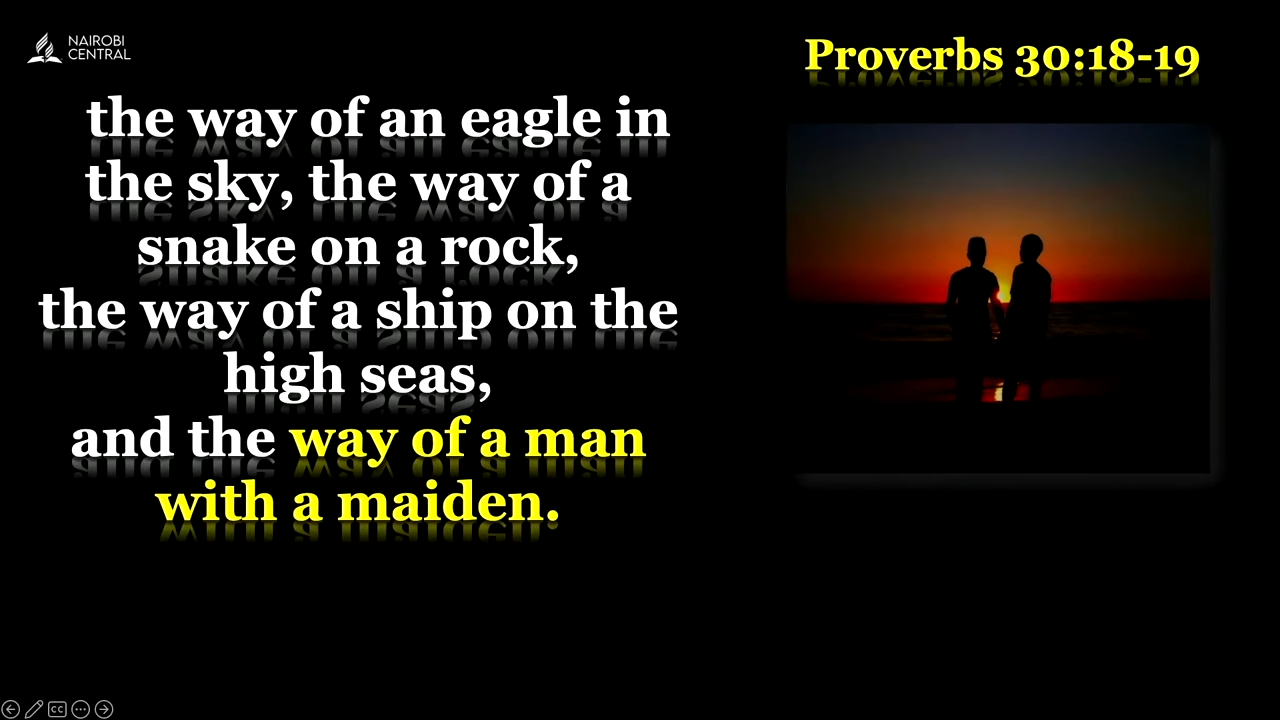 NAIROBI
CENTRAL
Proverbs 30:18-19
the way of an eagle in
the sky, the way of a
snake on a rock,
the way of a ship on the
high seas,
and the way of a man
with a maiden.
CC